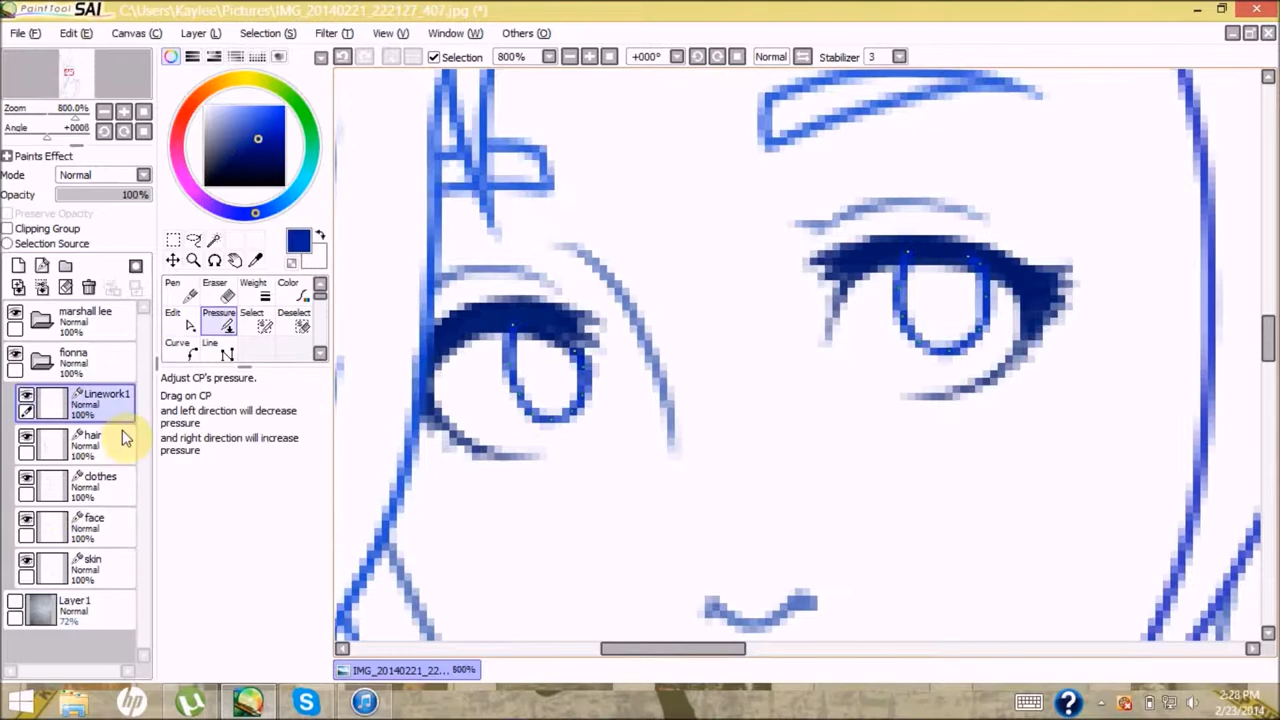 PaintTool SAI C:\Users\Kaylee\Pictures\IMG_20140221_222127_407.jpg (*)
File (F) Edit (E) Canvas (C) Layer (L) Selection (S) Filter (T) View (V) Window (W) Others (O)
Selection 800% +000° Normal Stabilizer 3
Zoom 800.0%
Angle +000θ
Paints Effect
Mode Normal
Opacity 100%
Preserve Opacity
Clipping Group
Selection Source
Pen Eraser Weight Color
Edit Pressure Select Deselect
Curve Line
Adjust CP's pressure.
Drag on CP
and left direction will decrease
pressure
and right direction will increase
pressure
marshall lee
Normal
100%
fionna
Normal
100%
Linework1
Normal
100%
hair
Normal
100%
clothes
Normal
100%
face
Normal
100%
skin
Normal
100%
Layer1
Normal
72%
IMG_20140221_22... 800%
hp
2:28 PM
2/23/2014